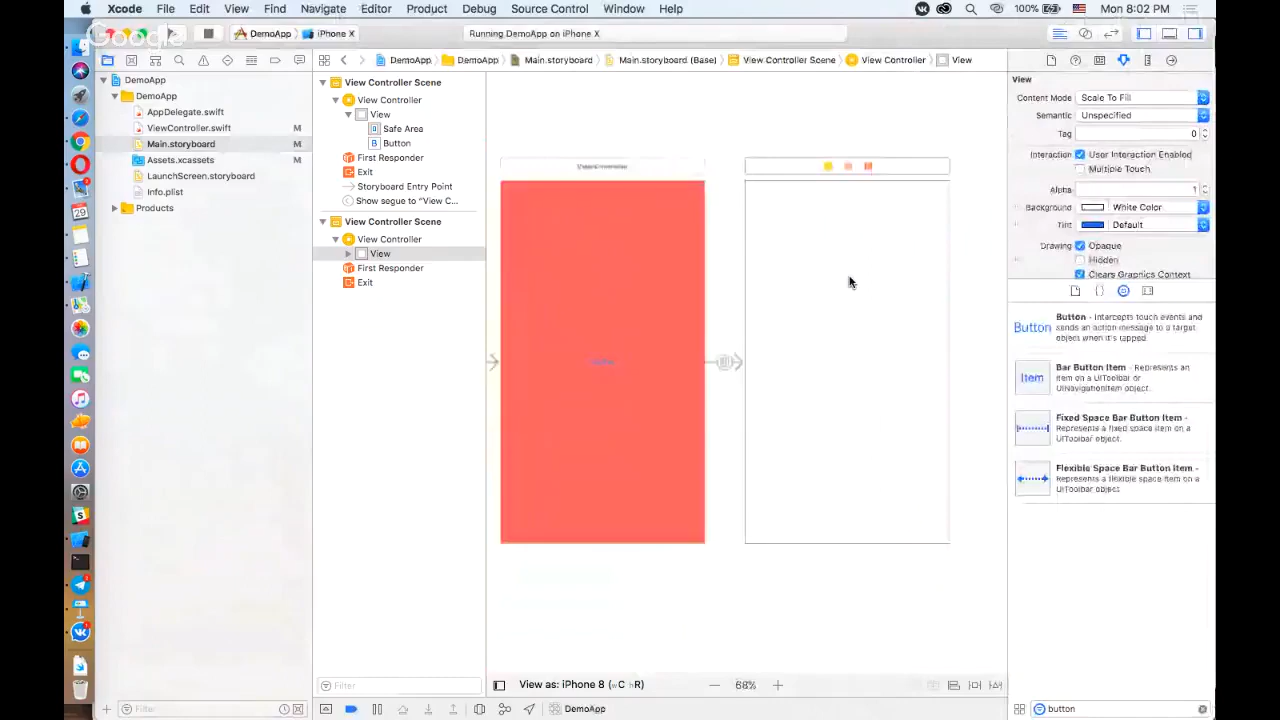 Xcode File Edit View Find Navigate Editor Product Debug Source Control Window Help 100% Mon 8:02 PM
Google
DemoApp iPhone X Running DemoApp on iPhone X
DemoApp DemoApp Main.storyboard Main.storyboard (Base) View Controller Scene View Controller View
DemoApp
DemoApp
AppDelegate.swift
ViewController.swift M
Main.storyboard M
Assets.xcassets M
LaunchScreen.storyboard
Info.plist
Products
View Controller Scene
View Controller
View
Safe Area
B Button
First Responder
Exit
Storyboard Entry Point
Show segue to "View C...
View Controller Scene
View Controller
View
First Responder
Exit
View Controller
View
Content Mode Scale To Fill
Semantic Unspecified
Tag 0
Interaction User Interaction Enabled
Multiple Touch
Alpha 1
Background White Color
Tint Default
Drawing Opaque
Hidden
Clears Graphics Context
Button Button - Intercepts touch events and
sends an action message to a target
object when it's tapped.
Item Bar Button Item - Represents an
item on a UIToolbar or
UINavigationItem object.
Fixed Space Bar Button Item -
Represents a fixed space item on a
UIToolbar object.
Flexible Space Bar Button Item -
Represents a flexible space item on a
UIToolbar object.
Filter View as: iPhone 8 (wC hR) 68%
Filter DemoApp button